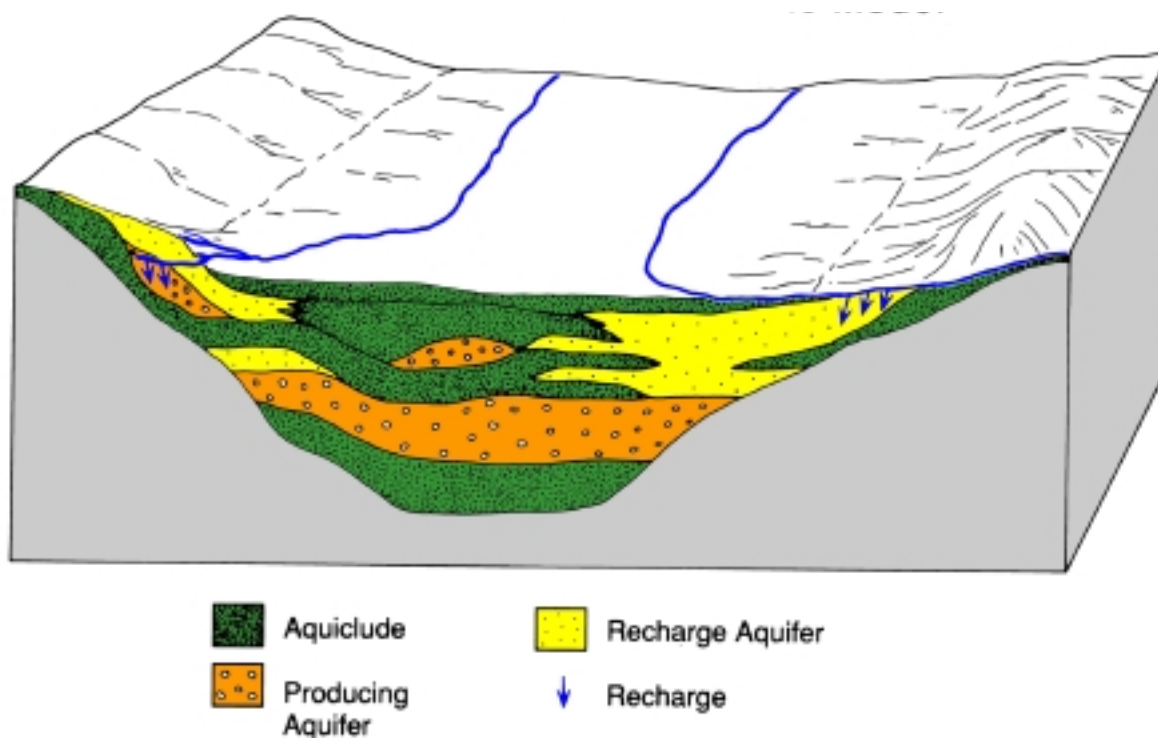 Aquiclude
Recharge Aquifer
Producing
Aquifer
Recharge